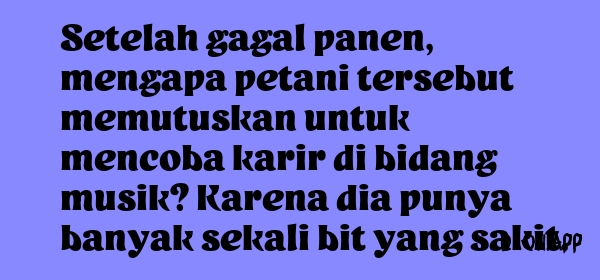 Setelah gagal panen,
mengapa petani tersebut
memutuskan untuk
mencoba karir di bidang
musik? Karena dia punya
banyak sekali bit yang sakit,